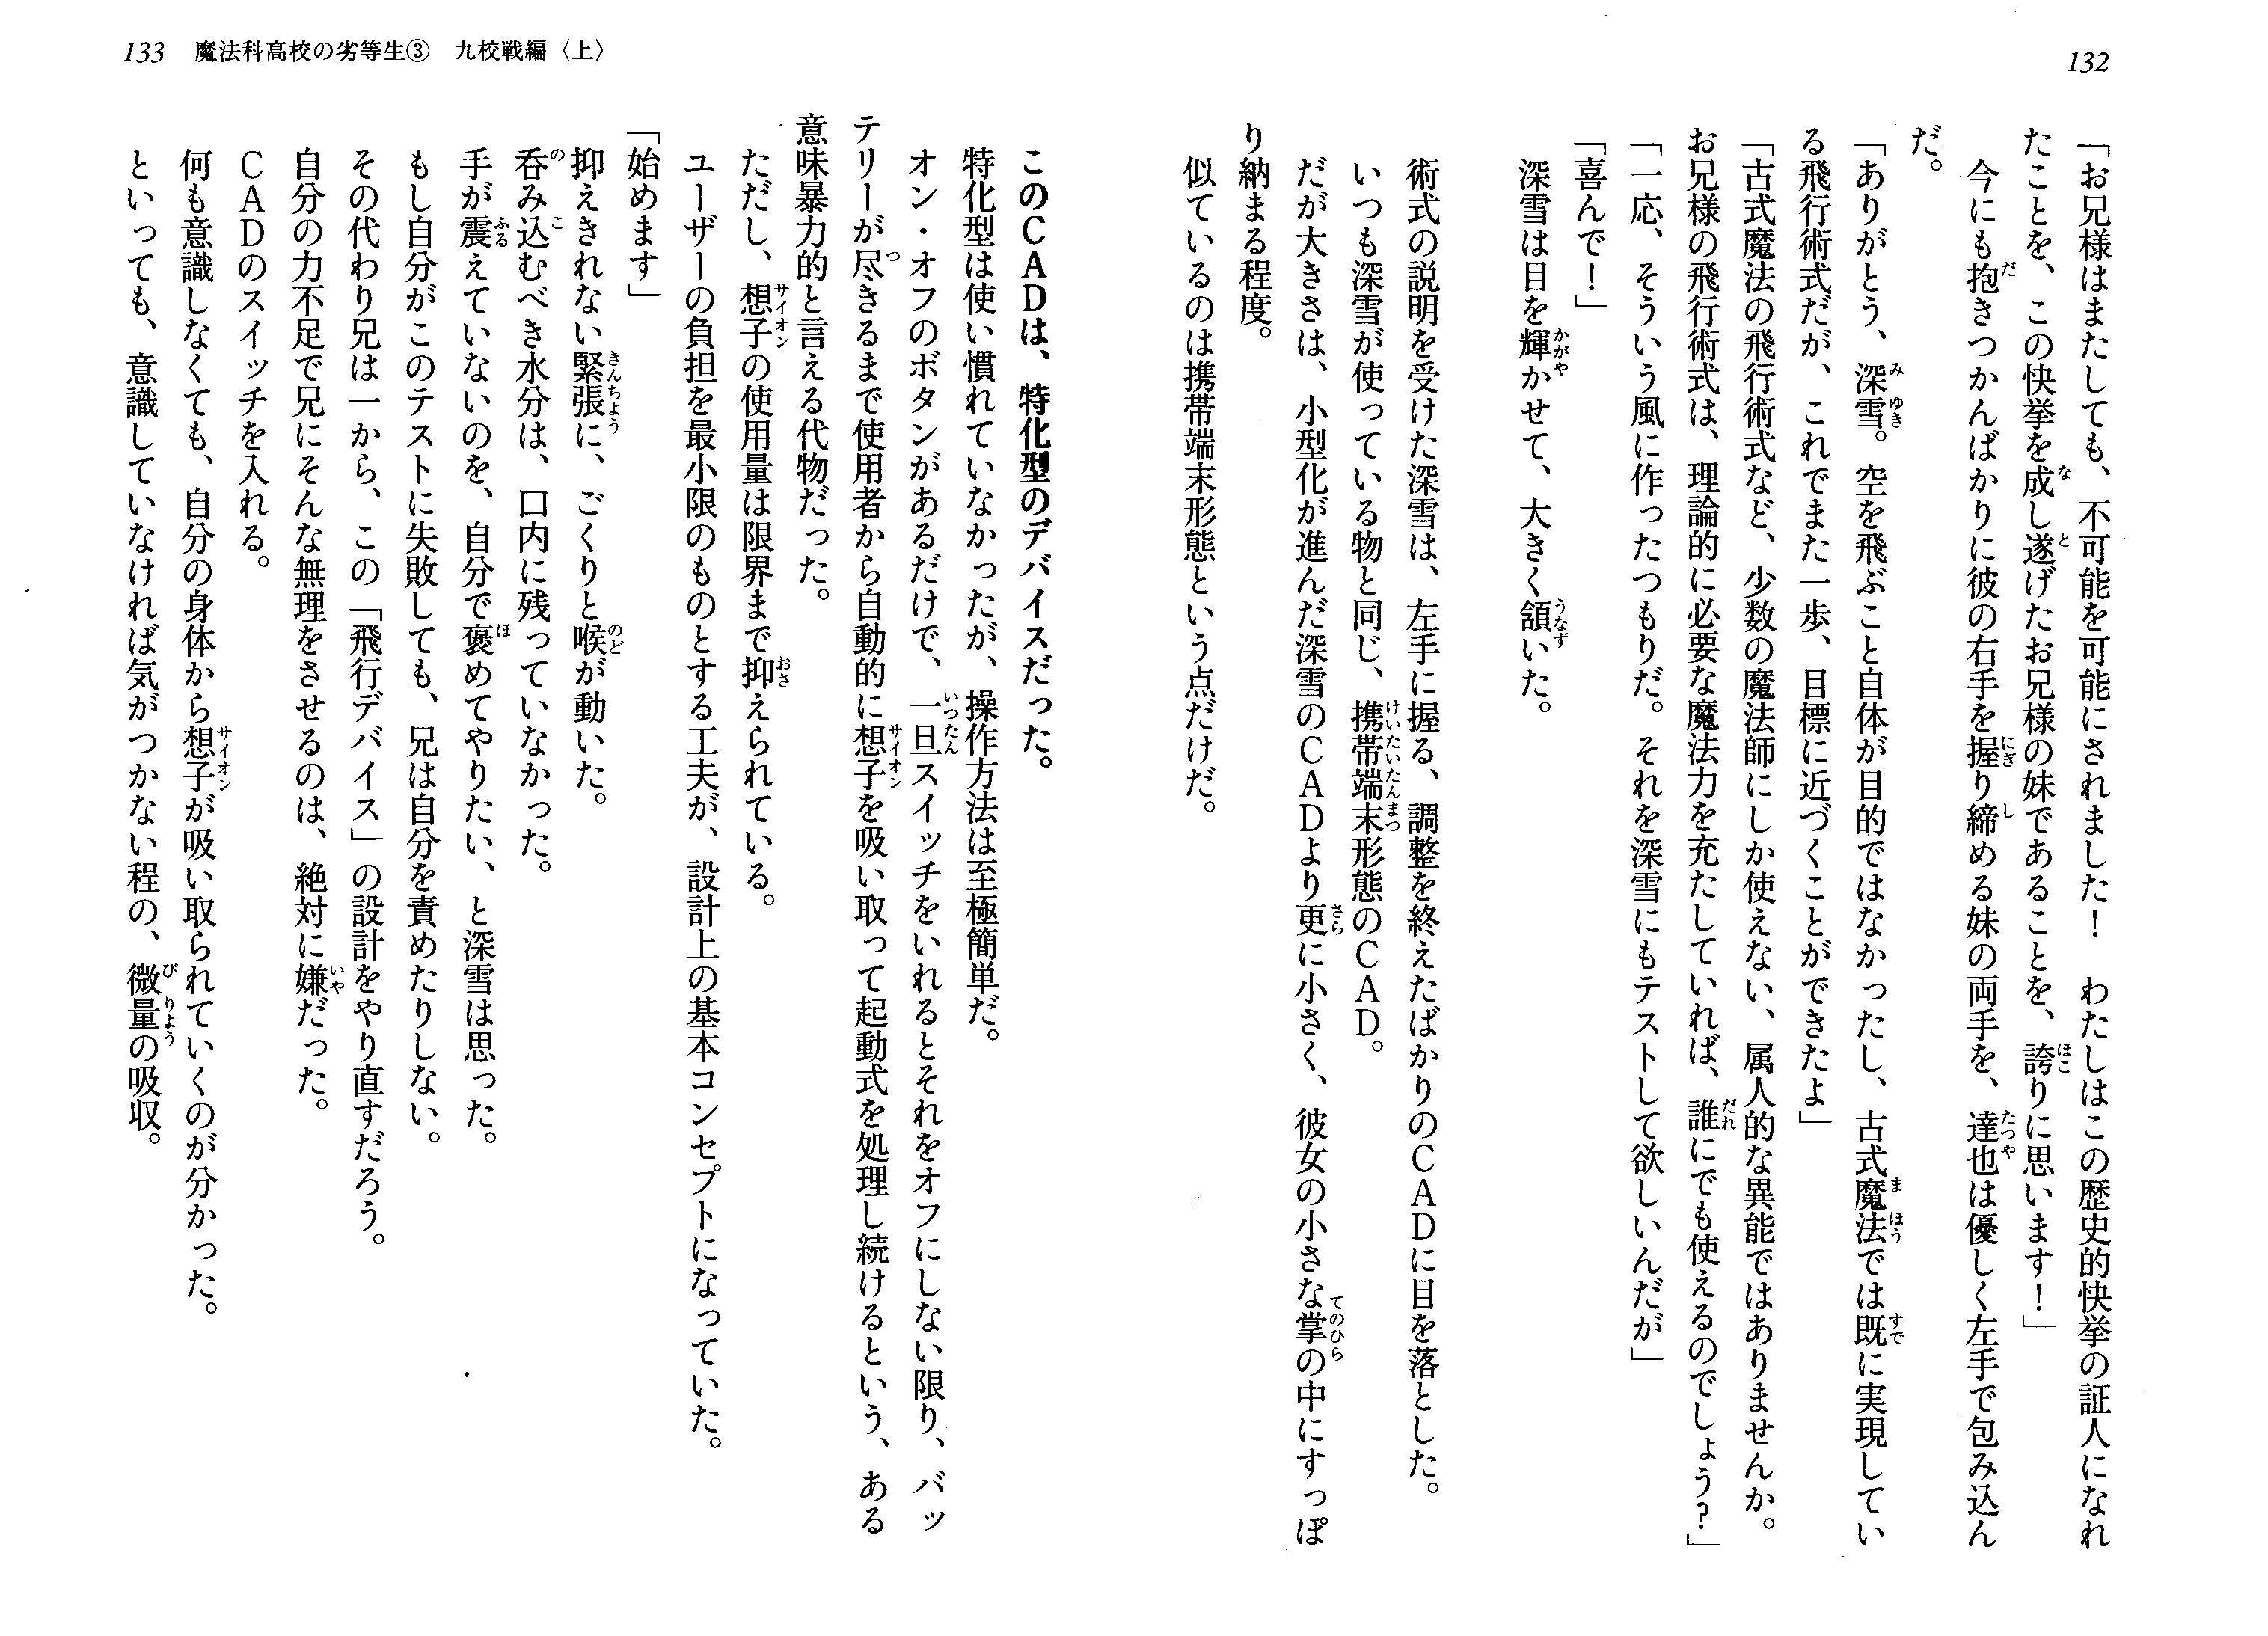 132
「お兄様はまたしても、不可能を可能にされました！　わたしはこの歴史的快挙の証人になれ
たことを、この快挙を成し遂げたお兄様の妹であることを、誇りに思います！」
今にも抱きつかんばかりに彼の右手を握り締める妹の両手を、達也は優しく左手で包み込ん
だ。
「ありがとう、深雪。空を飛ぶこと自体が目的ではなかったし、古式魔法では既に実現してい
る飛行術式だが、これでまた一歩、目標に近づくことができたよ」
「古式魔法の飛行術式など、少数の魔法師にしか使えない、属人的な異能ではありませんか。
お兄様の飛行術式は、理論的に必要な魔法力を充たしていれば、誰にでも使えるのでしょう？」
「一応、そういう風に作ったつもりだ。それを深雪にもテストして欲しいんだが」
「喜んで！」
深雪は目を輝かせて、大きく頷いた。
術式の説明を受けた深雪は、左手に握る、調整を終えたばかりのＣＡＤに目を落とした。
いつも深雪が使っている物と同じ、携帯端末形態のＣＡＤ。
だが大きさは、小型化が進んだ深雪のＣＡＤより更に小さく、彼女の小さな掌の中にすっぽ
り納まる程度。
似ているのは携帯端末形態という点だけだ。
133　魔法科高校の劣等生③　九校戦編〈上〉
このＣＡＤは、特化型のデバイスだった。
特化型は使い慣れていなかったが、操作方法は至極簡単だ。
オン・オフのボタンがあるだけで、一旦スイッチをいれるとそれをオフにしない限り、バッ
テリーが尽きるまで使用者から自動的に想子を吸い取って起動式を処理し続けるという、ある
意味暴力的と言える代物だった。
ただし、想子の使用量は限界まで抑えられている。
ユーザーの負担を最小限のものとする工夫が、設計上の基本コンセプトになっていた。
「始めます」
抑えきれない緊張に、ごくりと喉が動いた。
呑み込むべき水分は、口内に残っていなかった。
手が震えていないのを、自分で褒めてやりたい、と深雪は思った。
もし自分がこのテストに失敗しても、兄は自分を責めたりしない。
その代わり兄は一から、この「飛行デバイス」の設計をやり直すだろう。
自分の力不足で兄にそんな無理をさせるのは、絶対に嫌だった。
ＣＡＤのスイッチを入れる。
何も意識しなくても、自分の身体から想子が吸い取られていくのが分かった。
といっても、意識していなければ気がつかない程の、微量の吸収。